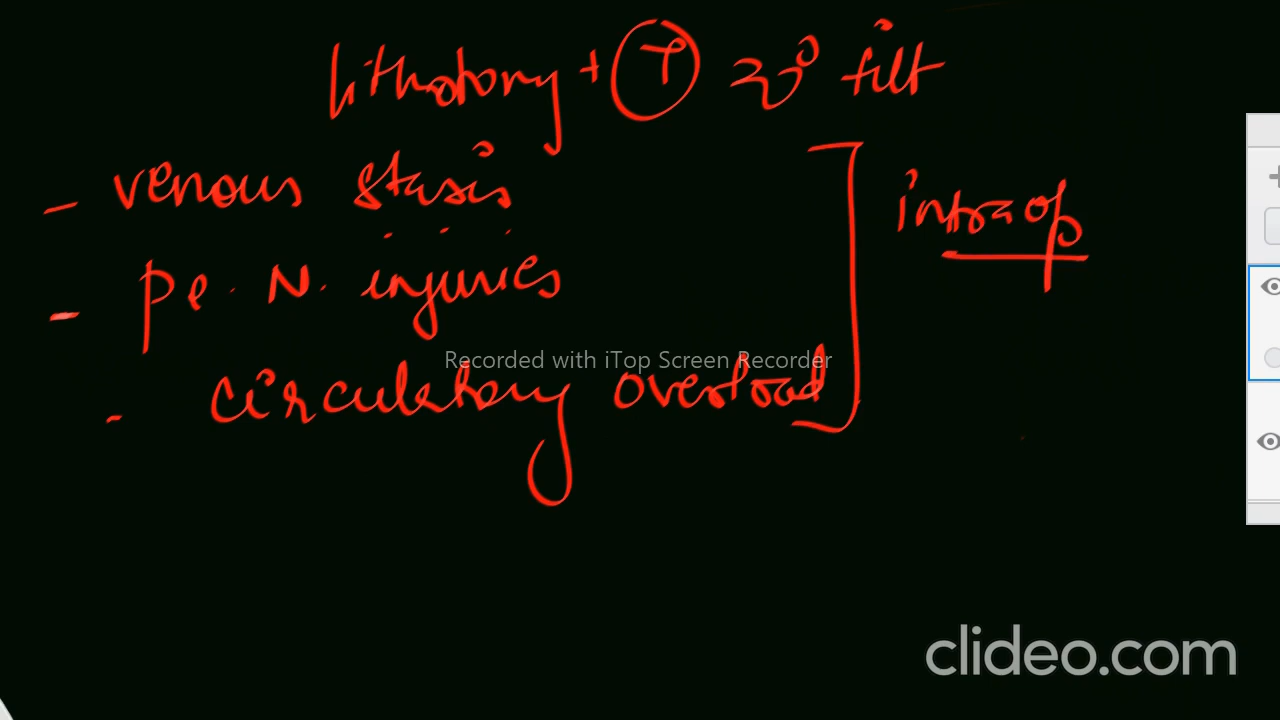 lithotomy + T 20° tilt
- venous stasis
- Pe. N. injuries
intraop
Recorded with iTop Screen Recorder
- circulatory overload
clideo.com